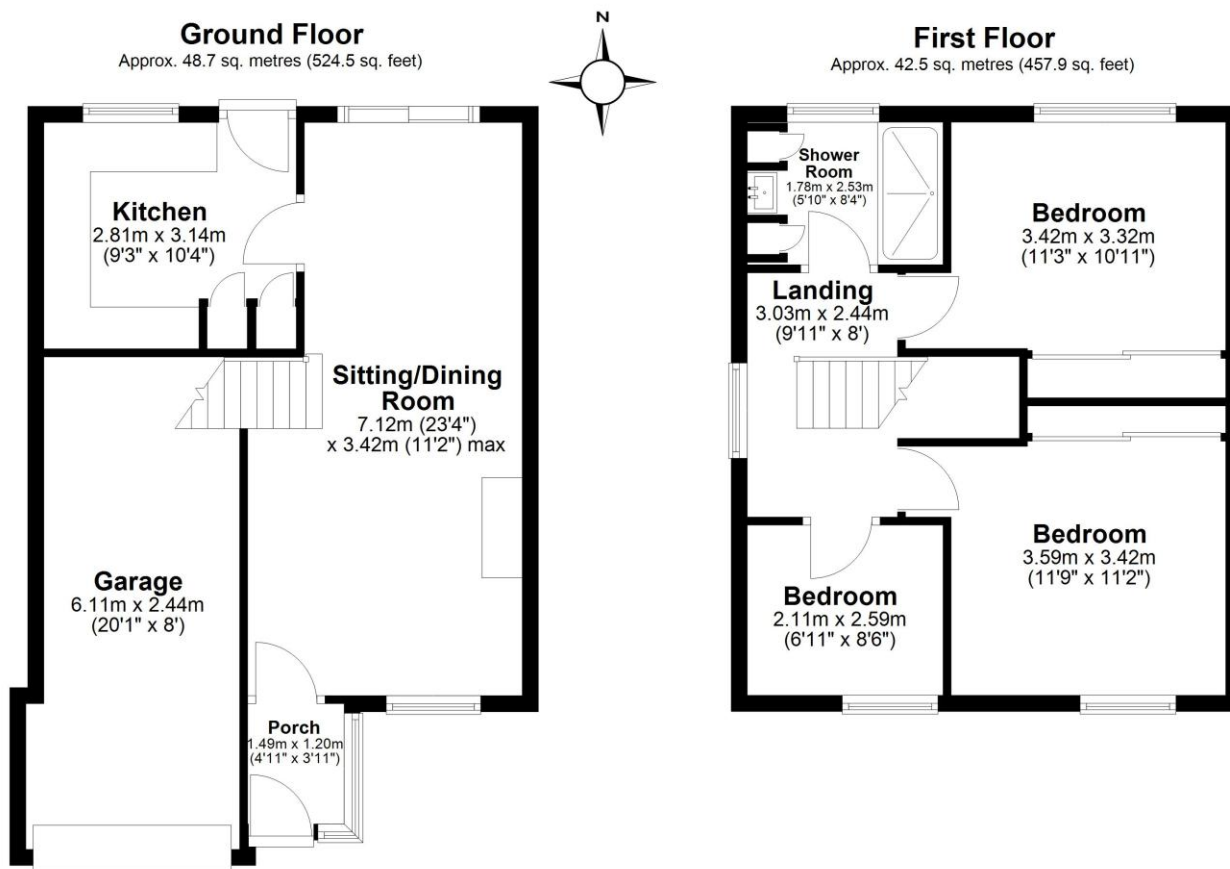 Ground Floor
Approx. 48.7 sq. metres (524.5 sq. feet)
N
First Floor
Approx. 42.5 sq. metres (457.9 sq. feet)
Kitchen
2.81m x 3.14m
(9'3" x 10'4")
Sitting/Dining
Room
7.12m (23'4")
x 3.42m (11'2") max
Garage
6.11m x 2.44m
(20'1" x 8')
Porch
1.49m x 1.20m
(4'11" x 3'11")
Shower
Room
1.78m x 2.53m
(5'10" x 8'4")
Bedroom
3.42m x 3.32m
(11'3" x 10'11")
Landing
3.03m x 2.44m
(9'11" x 8')
Bedroom
3.59m x 3.42m
(11'9" x 11'2")
Bedroom
2.11m x 2.59m
(6'11" x 8'6")